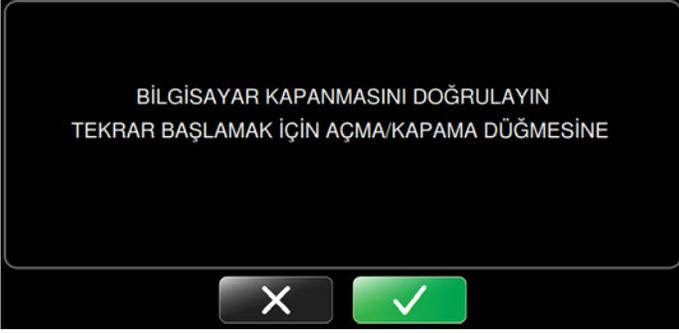 BİLGİSAYAR KAPANMASINI DOĞRULAYIN
TEKRAR BAŞLAMAK İÇİN AÇMA/KAPAMA DÜĞMESİNE